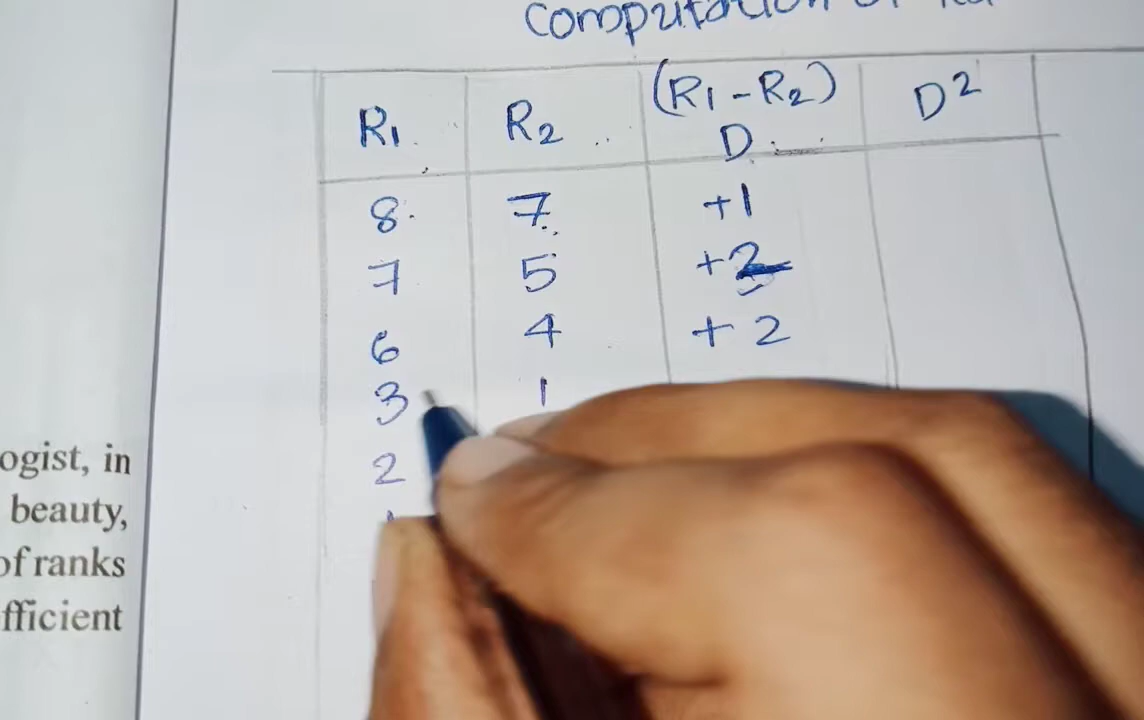 Computation of
(R1 - R2)
R1 R2 D D2
8 7 +1
7 5 +2
6 4 +2
3 1
2
ogist, in
beauty,
of ranks
fficient